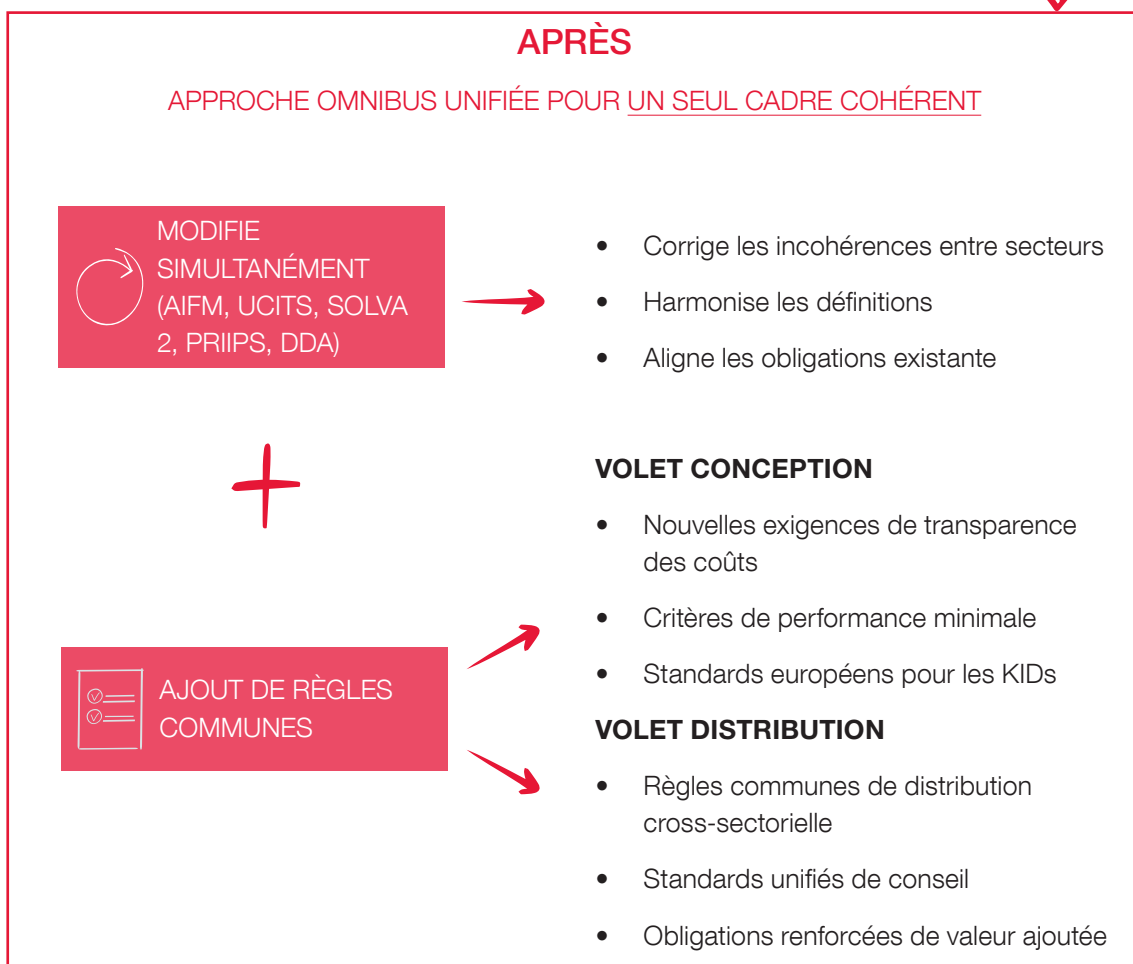 APRÈS
APPROCHE OMNIBUS UNIFIÉE POUR UN SEUL CADRE COHÉRENT
MODIFIE
SIMULTANÉMENT
(AIFM, UCITS, SOLVA
2, PRIIPS, DDA)
• Corrige les incohérences entre secteurs
• Harmonise les définitions
• Aligne les obligations existante
VOLET CONCEPTION
• Nouvelles exigences de transparence
des coûts
• Critères de performance minimale
• Standards européens pour les KIDs
AJOUT DE RÈGLES
COMMUNES
VOLET DISTRIBUTION
• Règles communes de distribution
cross-sectorielle
• Standards unifiés de conseil
• Obligations renforcées de valeur ajoutée